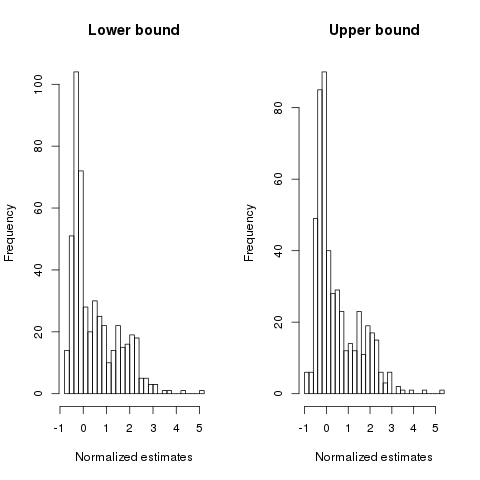 Lower bound
Upper bound
Frequency
0 20 40 60 80 100
-1 0 1 2 3 4 5
Normalized estimates
Frequency
0 20 40 60 80
-1 0 1 2 3 4 5
Normalized estimates